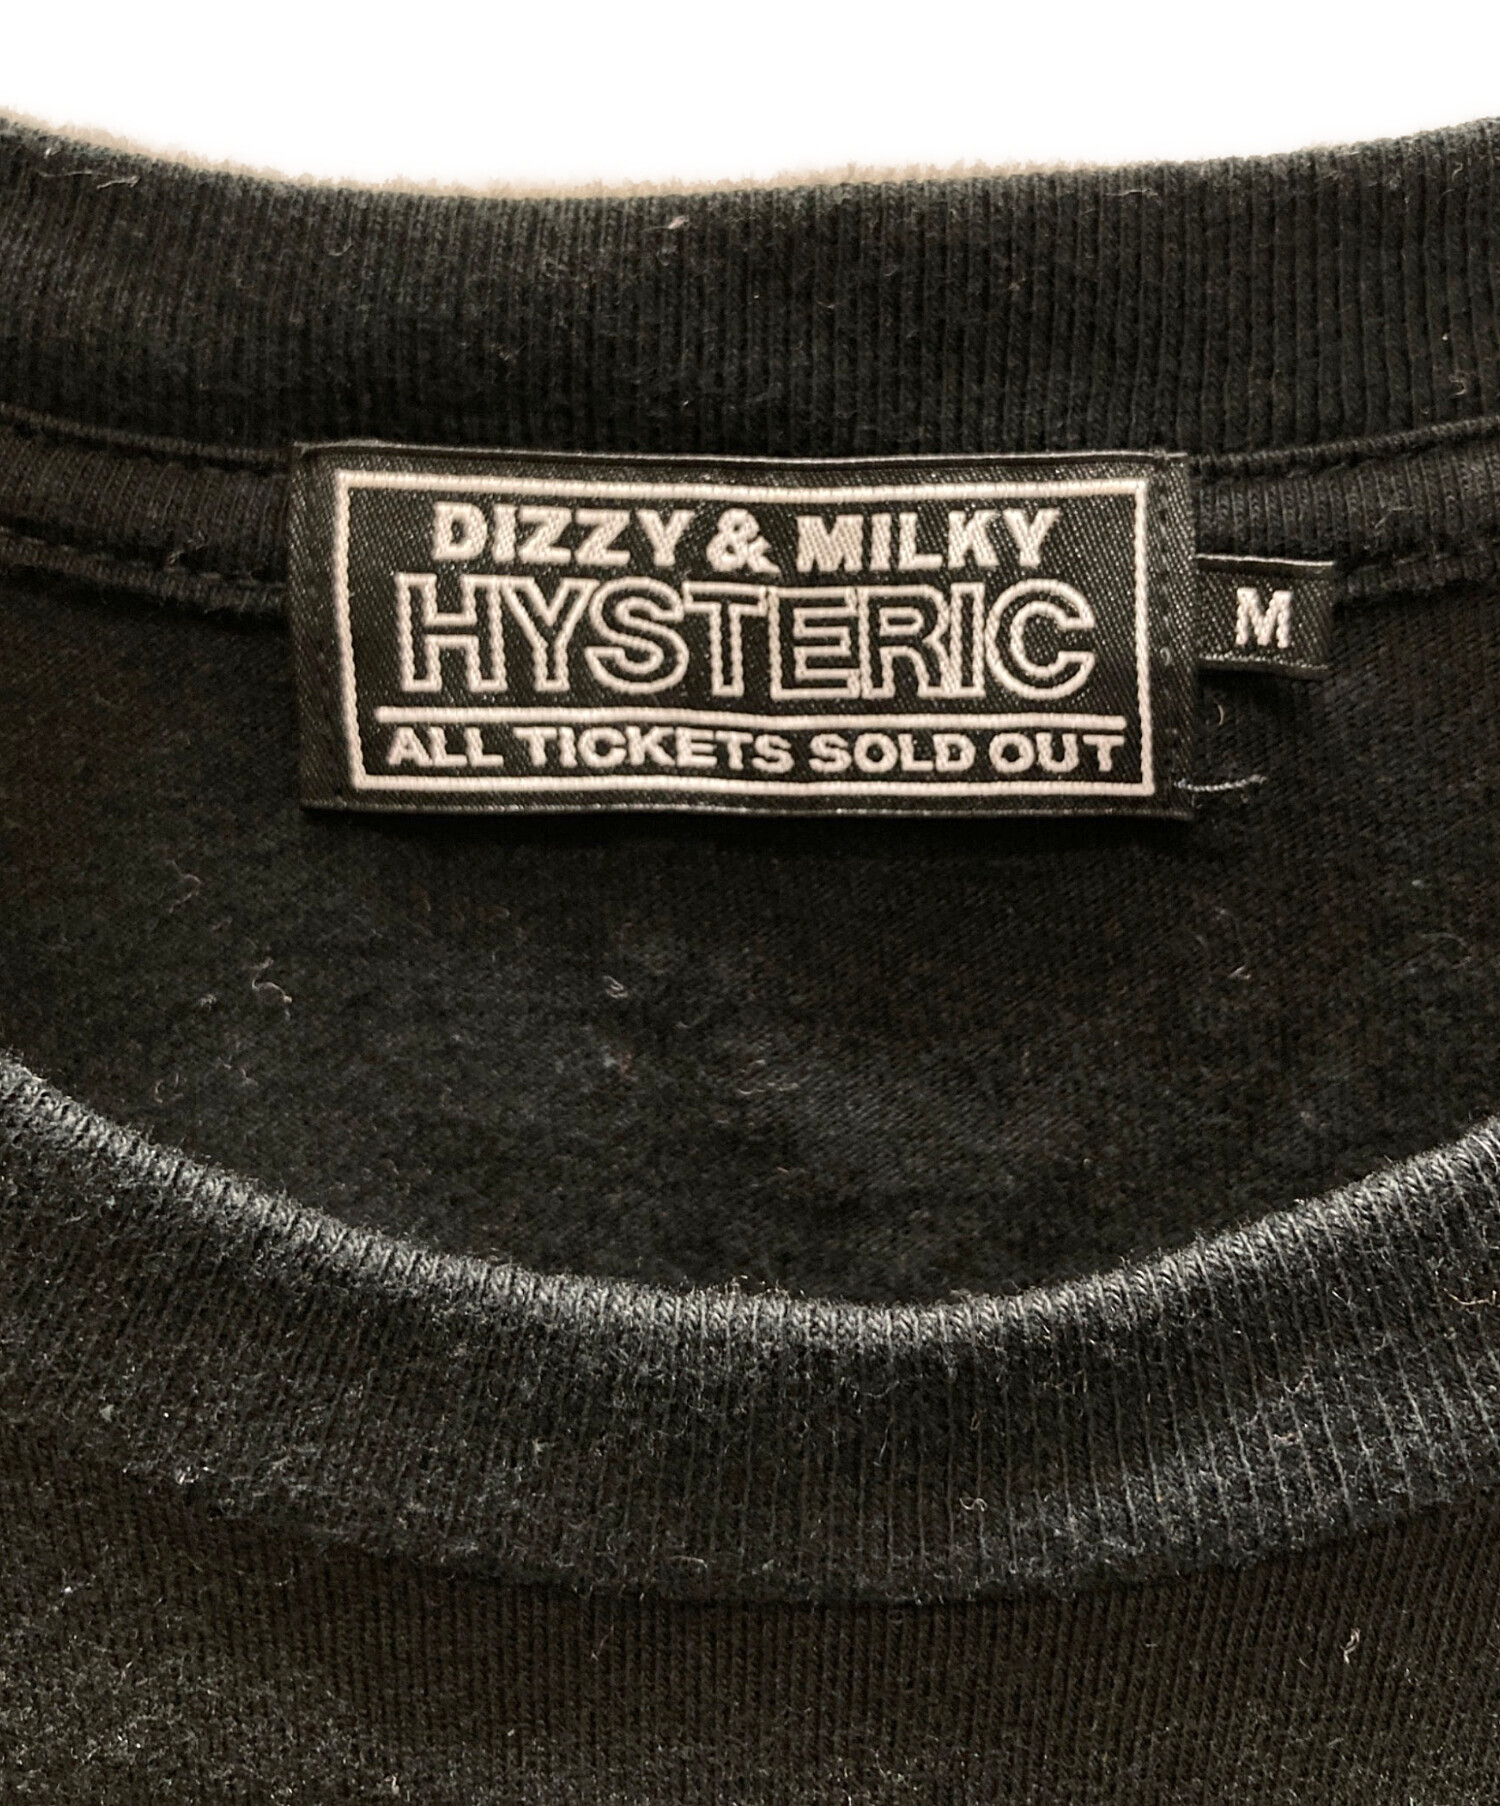 DIZZY & MILKY
HYSTERIC
ALL TICKETS SOLD OUT
M